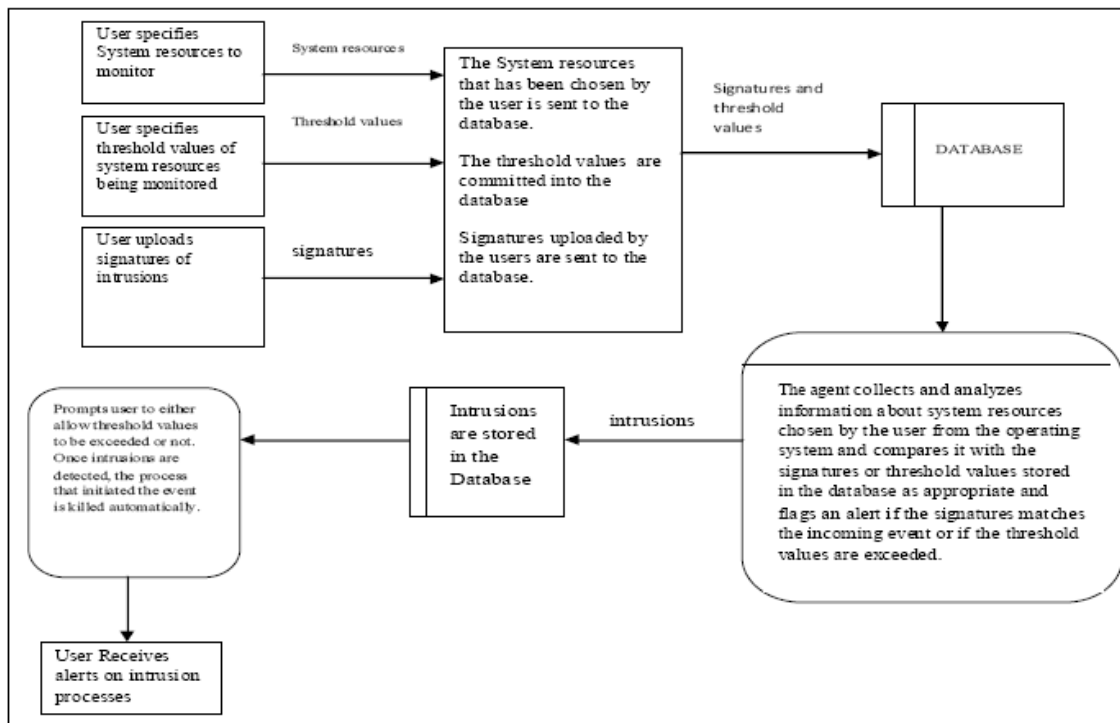 User specifies
System resources to
monitor
System resources
User specifies
threshold values of
system resources
being monitored
Threshold values
User uploads
signatures of
intrusions
signatures
The System resources
that has been chosen by
the user is sent to the
database.
The threshold values are
committed into the
database
Signatures uploaded by
the users are sent to the
database.
Signatures and
threshold
values
DATABASE
The agent collects and analyzes
information about system resources
chosen by the user from the operating
system and compares it with the
signatures or threshold values stored
in the database as appropriate and
flags an alert if the signatures matches
the incoming event or if the threshold
values are exceeded.
intrusions
Intrusions
are stored
in the
Database
Prompts user to either
allow threshold values
to be exceeded or not.
Once intrusions are
detected, the process
that initiated the event
is killed automatically.
User Receives
alerts on intrusion
processes